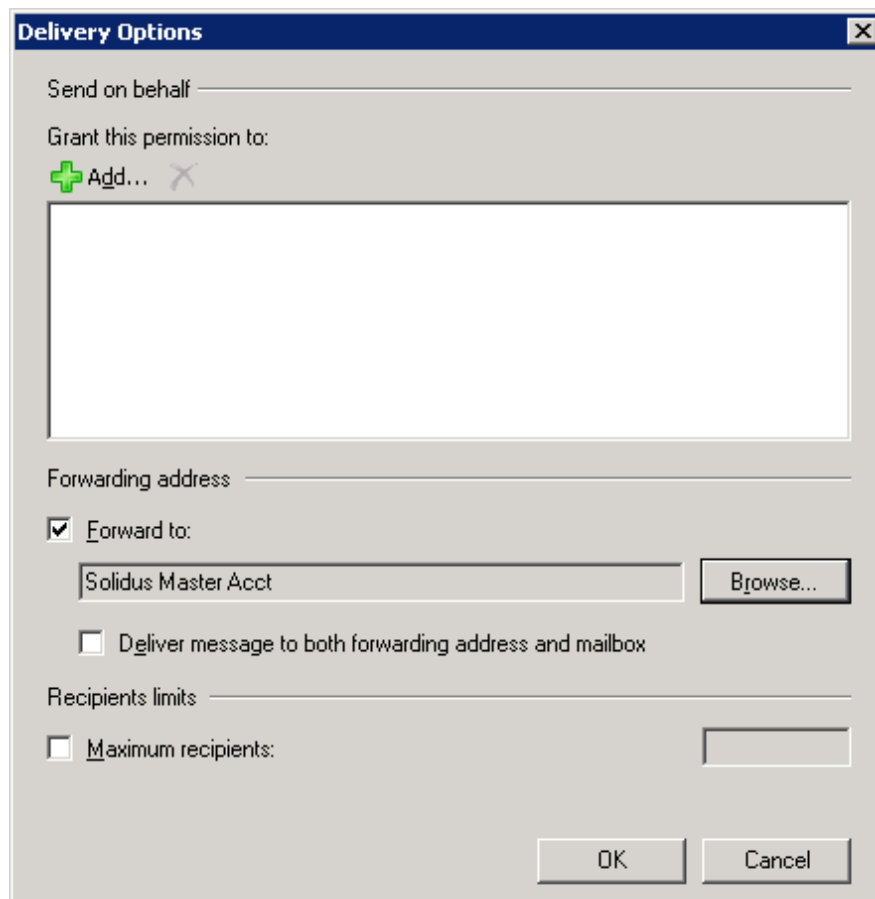 Delivery Options
Send on behalf
Grant this permission to:
Add...
Forwarding address
Forward to:
Solidus Master Acct
Browse...
Deliver message to both forwarding address and mailbox
Recipients limits
Maximum recipients:
OK
Cancel